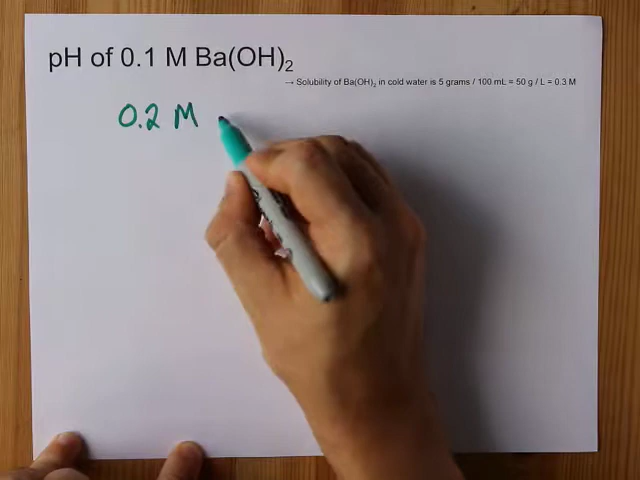 pH of 0.1 M Ba(OH)₂
→ Solubility of Ba(OH)₂ in cold water is 5 grams / 100 mL = 50 g / L = 0.3 M
0.2 M